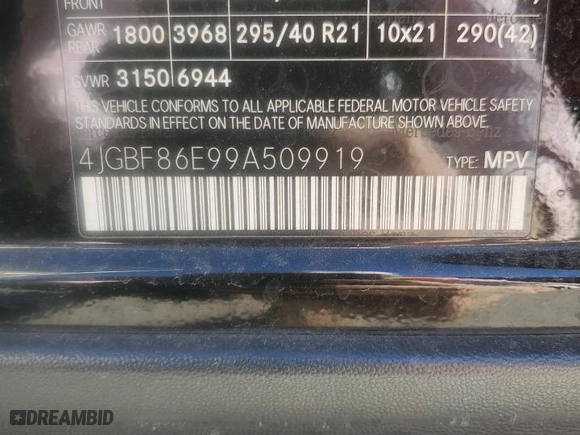 FRONT
GAWR REAR 1800 3968 295/40 R21 10x21 290(42)
GVWR 3150 6944
THIS VEHICLE CONFORMS TO ALL APPLICABLE FEDERAL MOTOR VEHICLE SAFETY
STANDARDS IN EFFECT ON THE DATE OF MANUFACTURE SHOWN ABOVE.
4JGBF86E99A509919 TYPE: MPV
DREAMBID